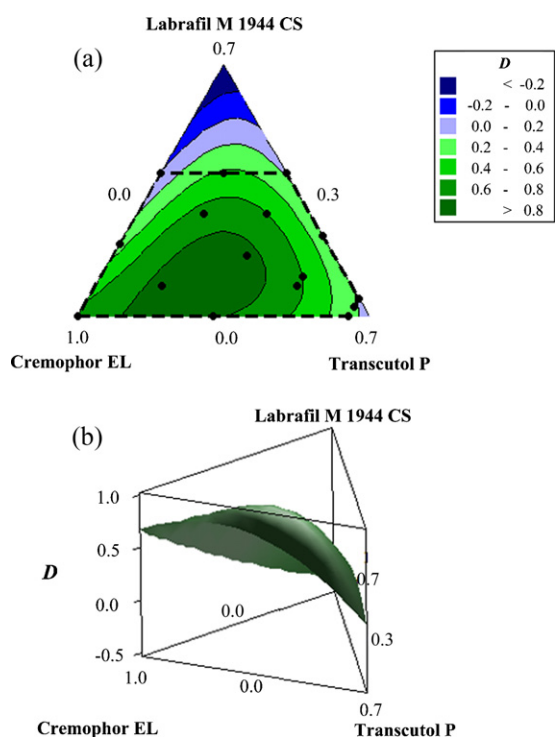 Labrafil M 1944 CS
(a)
0.7
D
< -0.2
-0.2 - 0.0
0.0 - 0.2
0.2 - 0.4
0.4 - 0.6
0.6 - 0.8
> 0.8
0.0
0.3
1.0
0.0
0.7
Cremophor EL
Transcutol P
(b)
Labrafil M 1944 CS
1.0
0.5
D
0.0
-0.5
0.7
0.0
0.3
1.0
0.0
0.7
Cremophor EL
Transcutol P